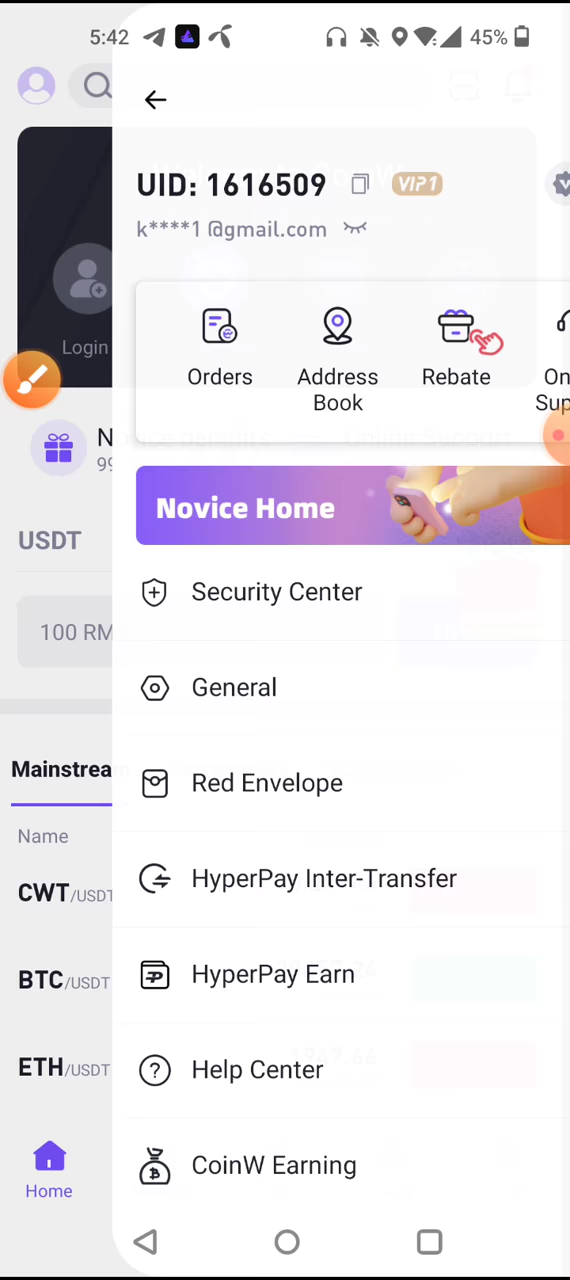 5:42
45%
UID: 1616509
VIP1
k****1 @gmail.com
Login
Orders
Address
Book
Rebate
On
Sup
N
99
Novice Home
USDT
Security Center
100 RM
General
Mainstrea
Red Envelope
Name
HyperPay Inter-Transfer
CWT/USDT
HyperPay Earn
BTC/USDT
Help Center
ETH/USDT
CoinW Earning
Home